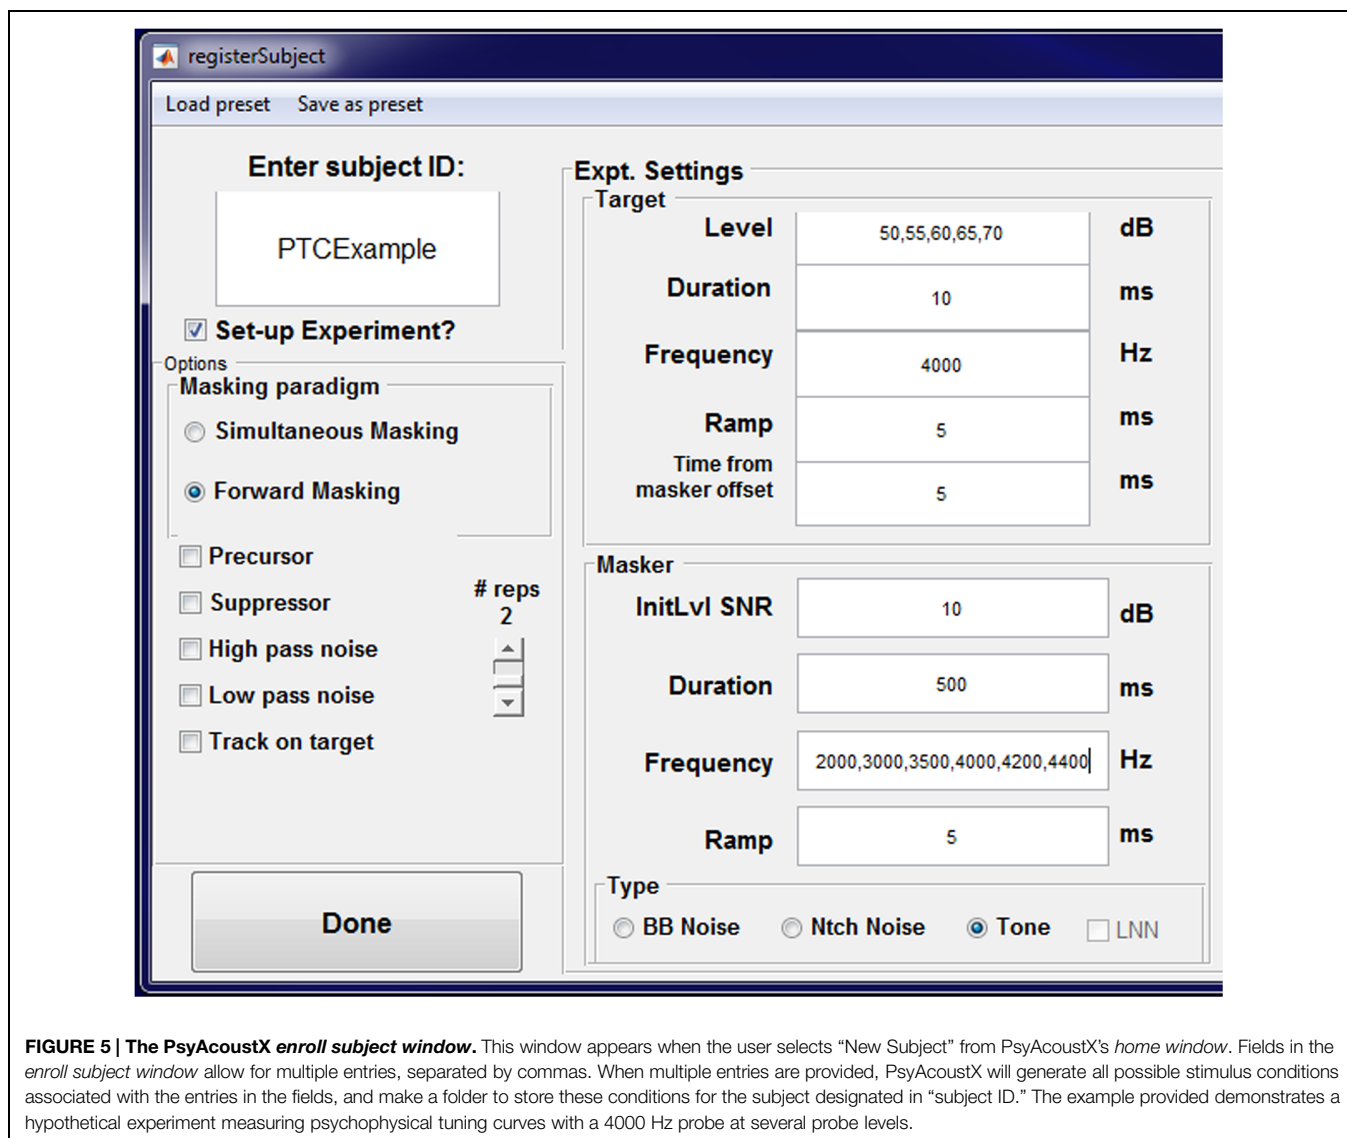 registerSubject
Load preset Save as preset
Enter subject ID:
PTCExample
Set-up Experiment?
Options
Masking paradigm
Simultaneous Masking
Forward Masking
Precursor
Suppressor
High pass noise
Low pass noise
Track on target
# reps
2
Done
Expt. Settings
Target
Level 50,55,60,65,70 dB
Duration 10 ms
Frequency 4000 Hz
Ramp 5 ms
Time from
masker offset 5 ms
Masker
InitLvl SNR 10 dB
Duration 500 ms
Frequency 2000,3000,3500,4000,4200,4400 Hz
Ramp 5 ms
Type
BB Noise Ntch Noise Tone LNN
FIGURE 5 | The PsyAcoustX enroll subject window. This window appears when the user selects “New Subject” from PsyAcoustX’s home window. Fields in the
enroll subject window allow for multiple entries, separated by commas. When multiple entries are provided, PsyAcoustX will generate all possible stimulus conditions
associated with the entries in the fields, and make a folder to store these conditions for the subject designated in “subject ID.” The example provided demonstrates a
hypothetical experiment measuring psychophysical tuning curves with a 4000 Hz probe at several probe levels.